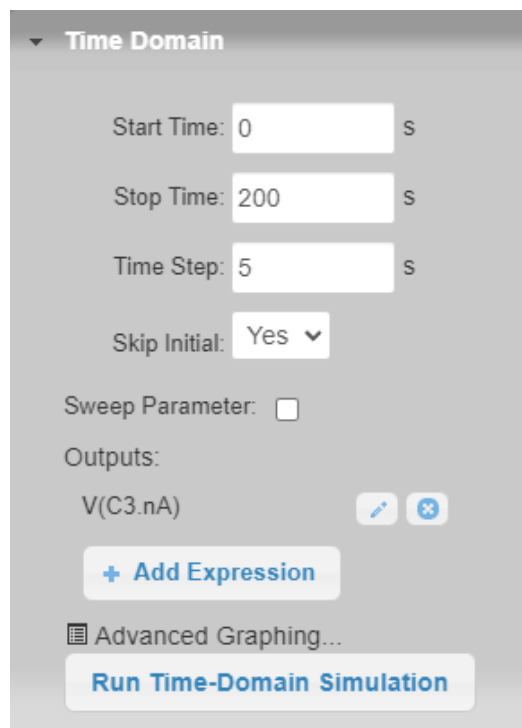 Time Domain
Start Time: 0 s
Stop Time: 200 s
Time Step: 5 s
Skip Initial: Yes
Sweep Parameter:
Outputs:
V(C3.nA)
+ Add Expression
Advanced Graphing...
Run Time-Domain Simulation